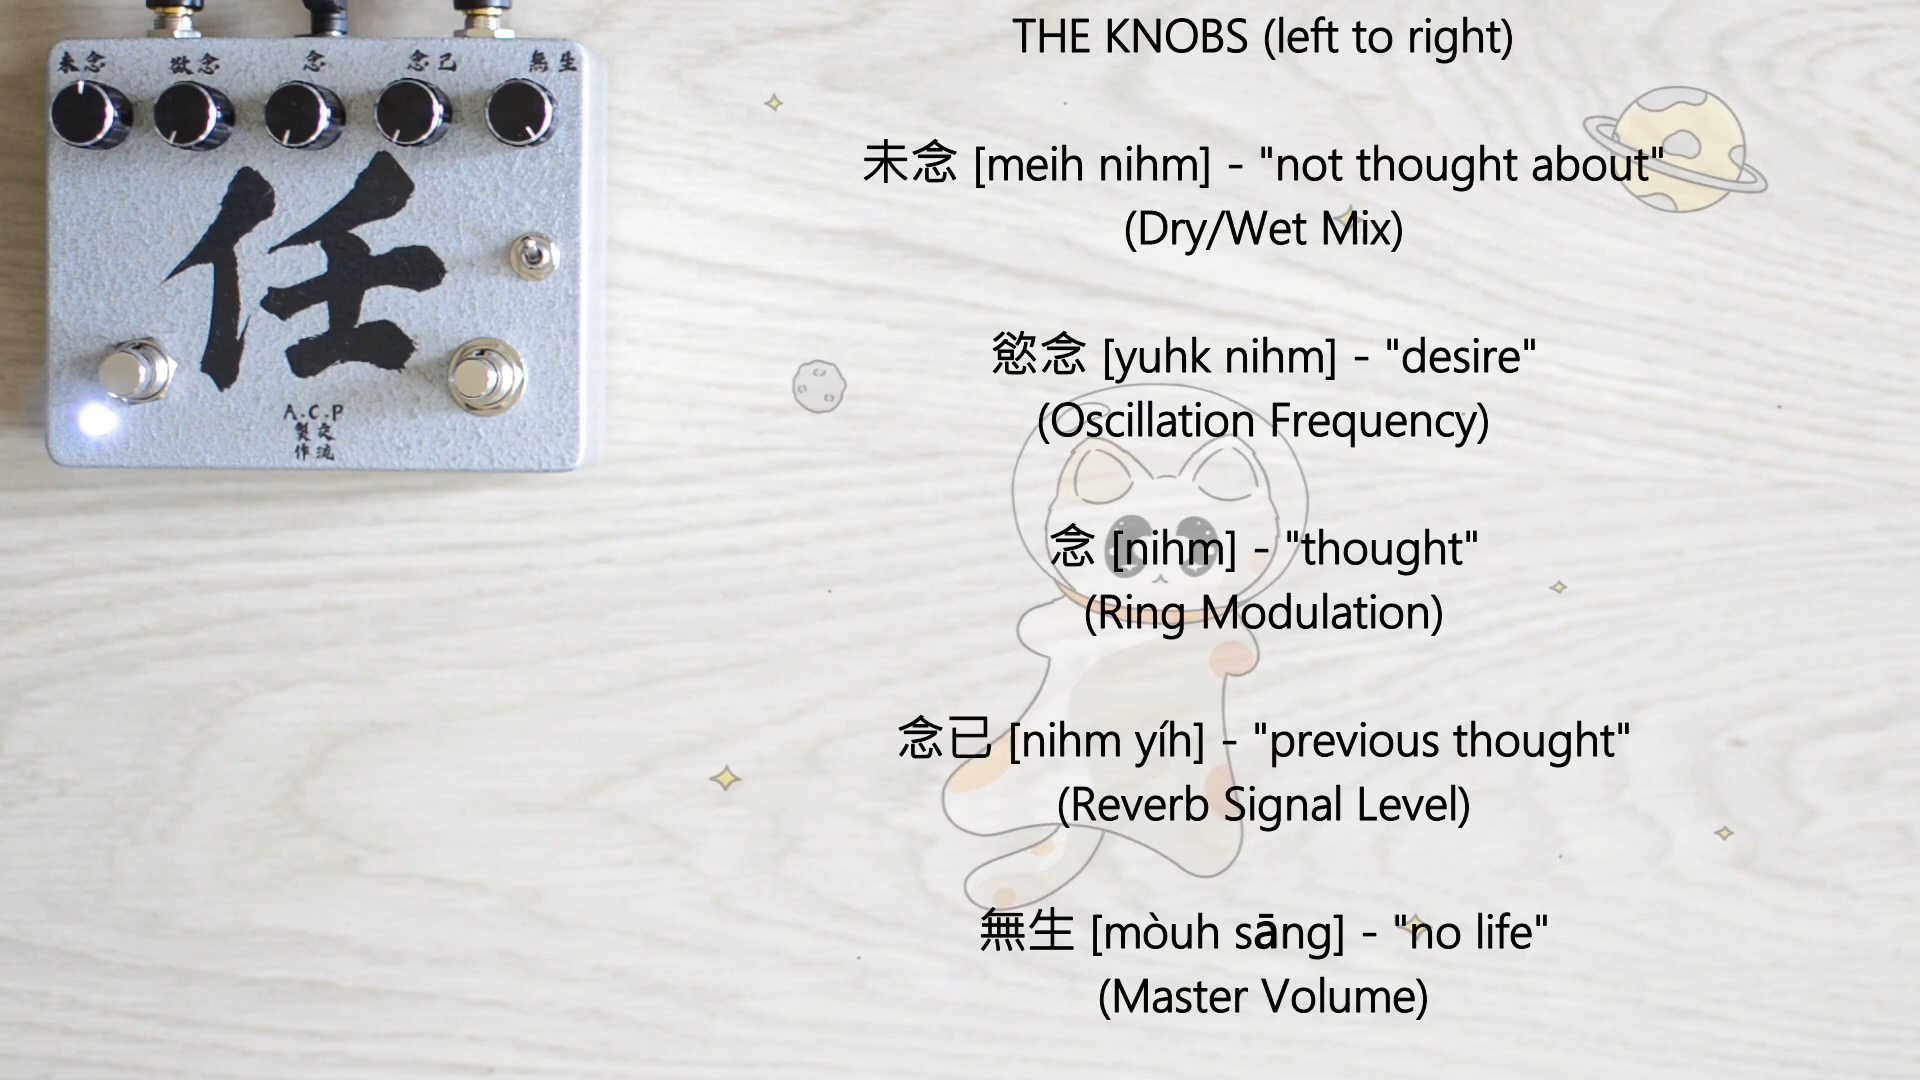 未念 欲念 念 念己 無生
任
A.C.P
製交
作流
THE KNOBS (left to right)
未念 [meih nihm] - "not thought about"
(Dry/Wet Mix)
慾念 [yuhk nihm] - "desire"
(Oscillation Frequency)
念 [nihm] - "thought"
(Ring Modulation)
念已 [nihm yíh] - "previous thought"
(Reverb Signal Level)
無生 [mòuh sāng] - "no life"
(Master Volume)